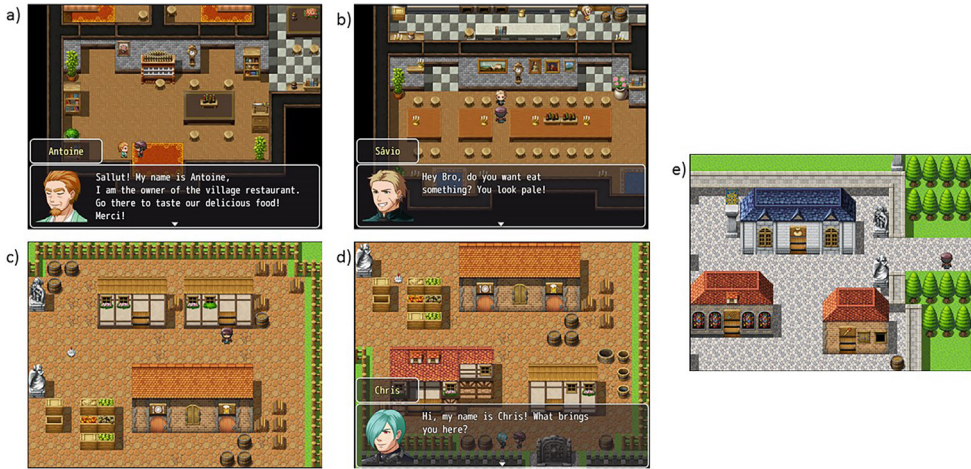 a)
Antoine
Sallut! My name is Antoine,
I am the owner of the village restaurant.
Go there to taste our delicious food!
Merci!
b)
Sávio
Hey Bro, do you want eat
something? You look pale!
c)
d)
Chris
Hi, my name is Chris! What brings
you here?
e)